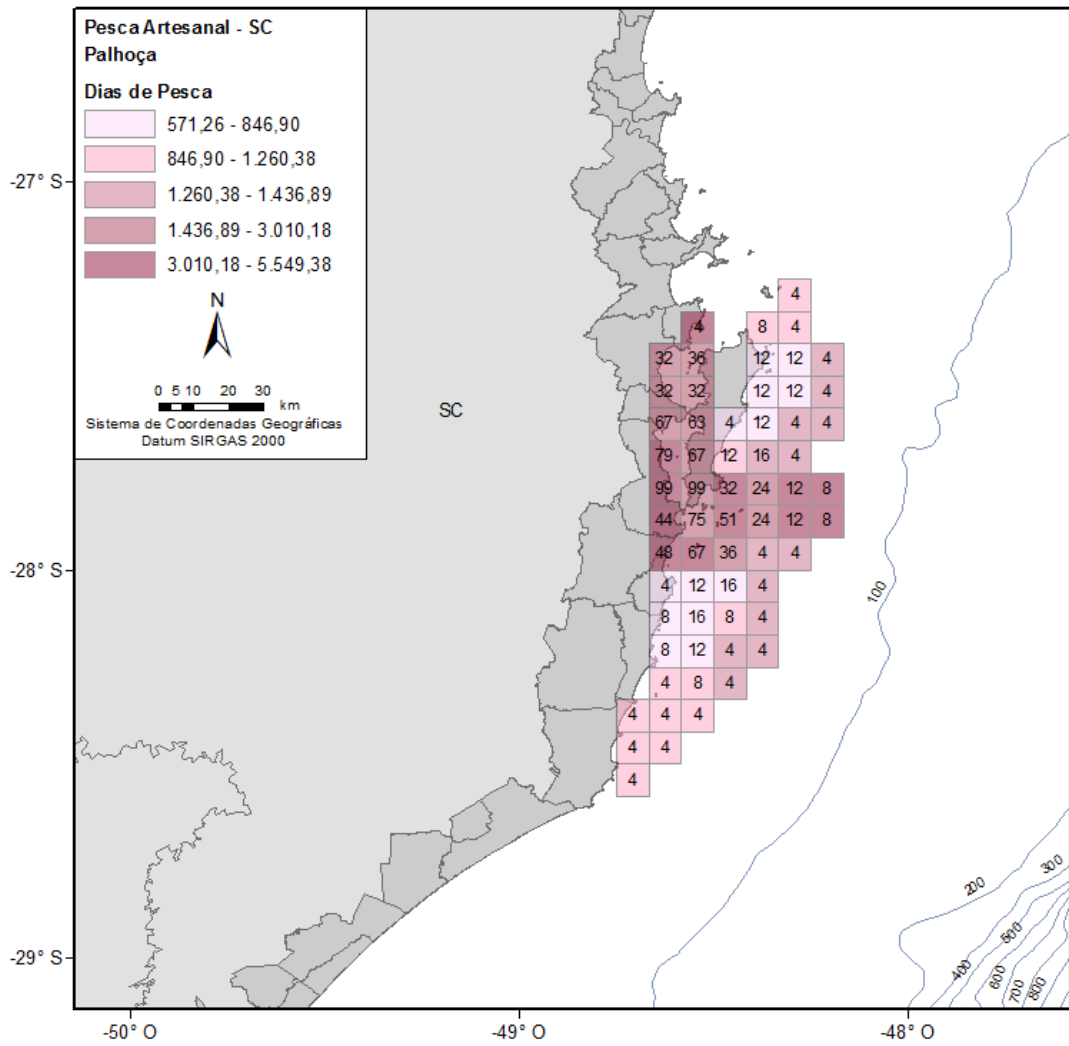 Pesca Artesanal - SC
Palhoça
Dias de Pesca
571,26 - 846,90
846,90 - 1.260,38
1.260,38 - 1.436,89
1.436,89 - 3.010,18
3.010,18 - 5.549,38
N
0 5 10 20 30
km
Sistema de Coordenadas Geográficas
Datum SIRGAS 2000
SC
-27° S
-28° S
-29° S
-50° O
-49° O
-48° O
4
4 8 4
32 36 12 12 4
32 32 12 12 4
67 63 4 12 4 4
79 67 12 16 4
99 99 32 24 12 8
44 75 51 24 12 8
48 67 36 4 4
4 12 16 4
8 16 8 4
8 12 4 4
4 8 4
4 4 4
4 4
4
100
200
300
400
500
600
700
800